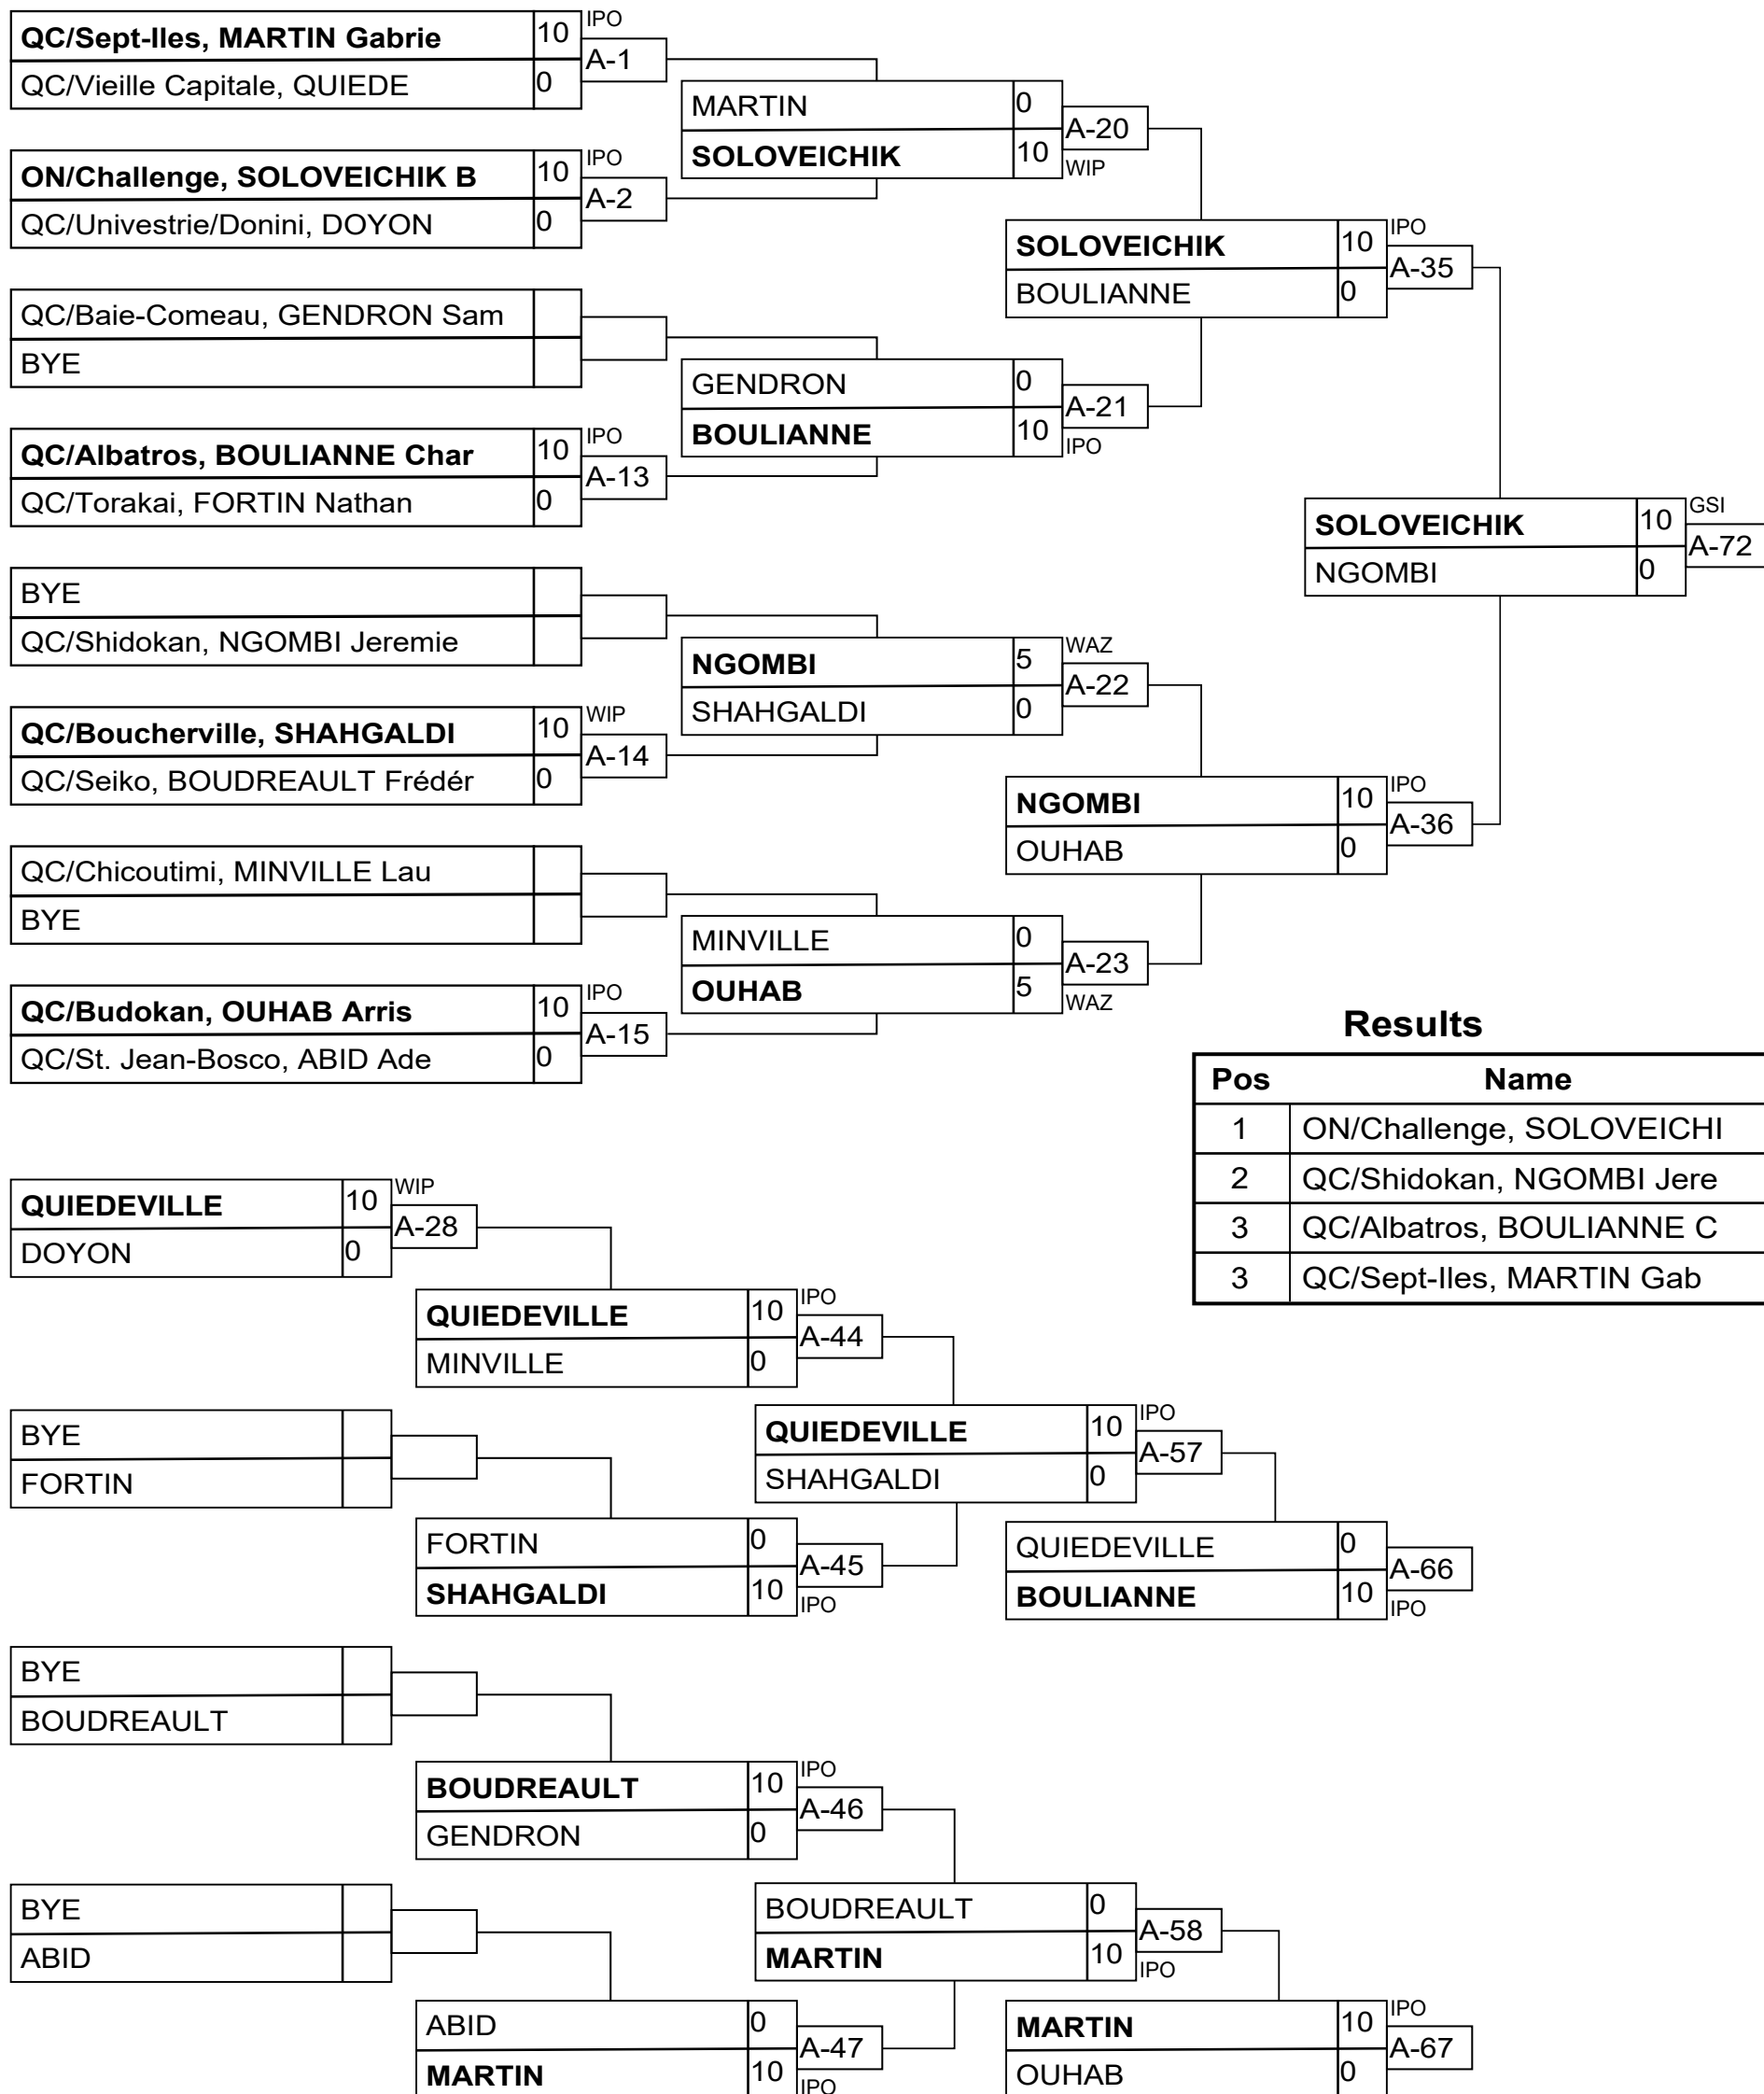 QC/Sept-Iles, MARTIN Gabrie 10 IPO
A-1
QC/Vieille Capitale, QUIEDE 0
ON/Challenge, SOLOVEICHIK B 10 IPO
A-2
QC/Univestrie/Donini, DOYON 0
QC/Baie-Comeau, GENDRON Sam
BYE
QC/Albatros, BOULIANNE Char 10 IPO
A-13
QC/Torakai, FORTIN Nathan 0
BYE
QC/Shidokan, NGOMBI Jeremie
QC/Boucherville, SHAHGALDI 10 WIP
A-14
QC/Seiko, BOUDREAULT Frédér 0
QC/Chicoutimi, MINVILLE Lau
BYE
QC/Budokan, OUHAB Arris 10 IPO
A-15
QC/St. Jean-Bosco, ABID Ade 0
MARTIN 0
A-20
SOLOVEICHIK 10 WIP
GENDRON 0
A-21
BOULIANNE 10 IPO
NGOMBI 5 WAZ
A-22
SHAHGALDI 0
MINVILLE 0
A-23
OUHAB 5 WAZ
SOLOVEICHIK 10 IPO
A-35
BOULIANNE 0
NGOMBI 10 IPO
A-36
OUHAB 0
SOLOVEICHIK 10 GSI
A-72
NGOMBI 0
Results
Pos Name
1 ON/Challenge, SOLOVEICHI
2 QC/Shidokan, NGOMBI Jere
3 QC/Albatros, BOULIANNE C
3 QC/Sept-Iles, MARTIN Gab
QUIEDEVILLE 10 WIP
A-28
DOYON 0
BYE
FORTIN
BYE
BOUDREAULT
BYE
ABID
QUIEDEVILLE 10 IPO
A-44
MINVILLE 0
FORTIN 0
A-45
SHAHGALDI 10 IPO
BOUDREAULT 10 IPO
A-46
GENDRON 0
ABID 0
A-47
MARTIN 10 IPO
QUIEDEVILLE 10 IPO
A-57
SHAHGALDI 0
BOUDREAULT 0
A-58
MARTIN 10 IPO
QUIEDEVILLE 0
A-66
BOULIANNE 10 IPO
MARTIN 10 IPO
A-67
OUHAB 0